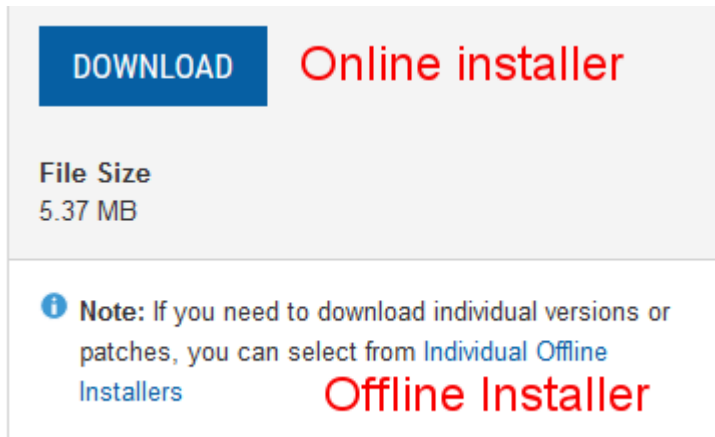 DOWNLOAD Online installer
File Size
5.37 MB
Note: If you need to download individual versions or
patches, you can select from Individual Offline
Installers Offline Installer